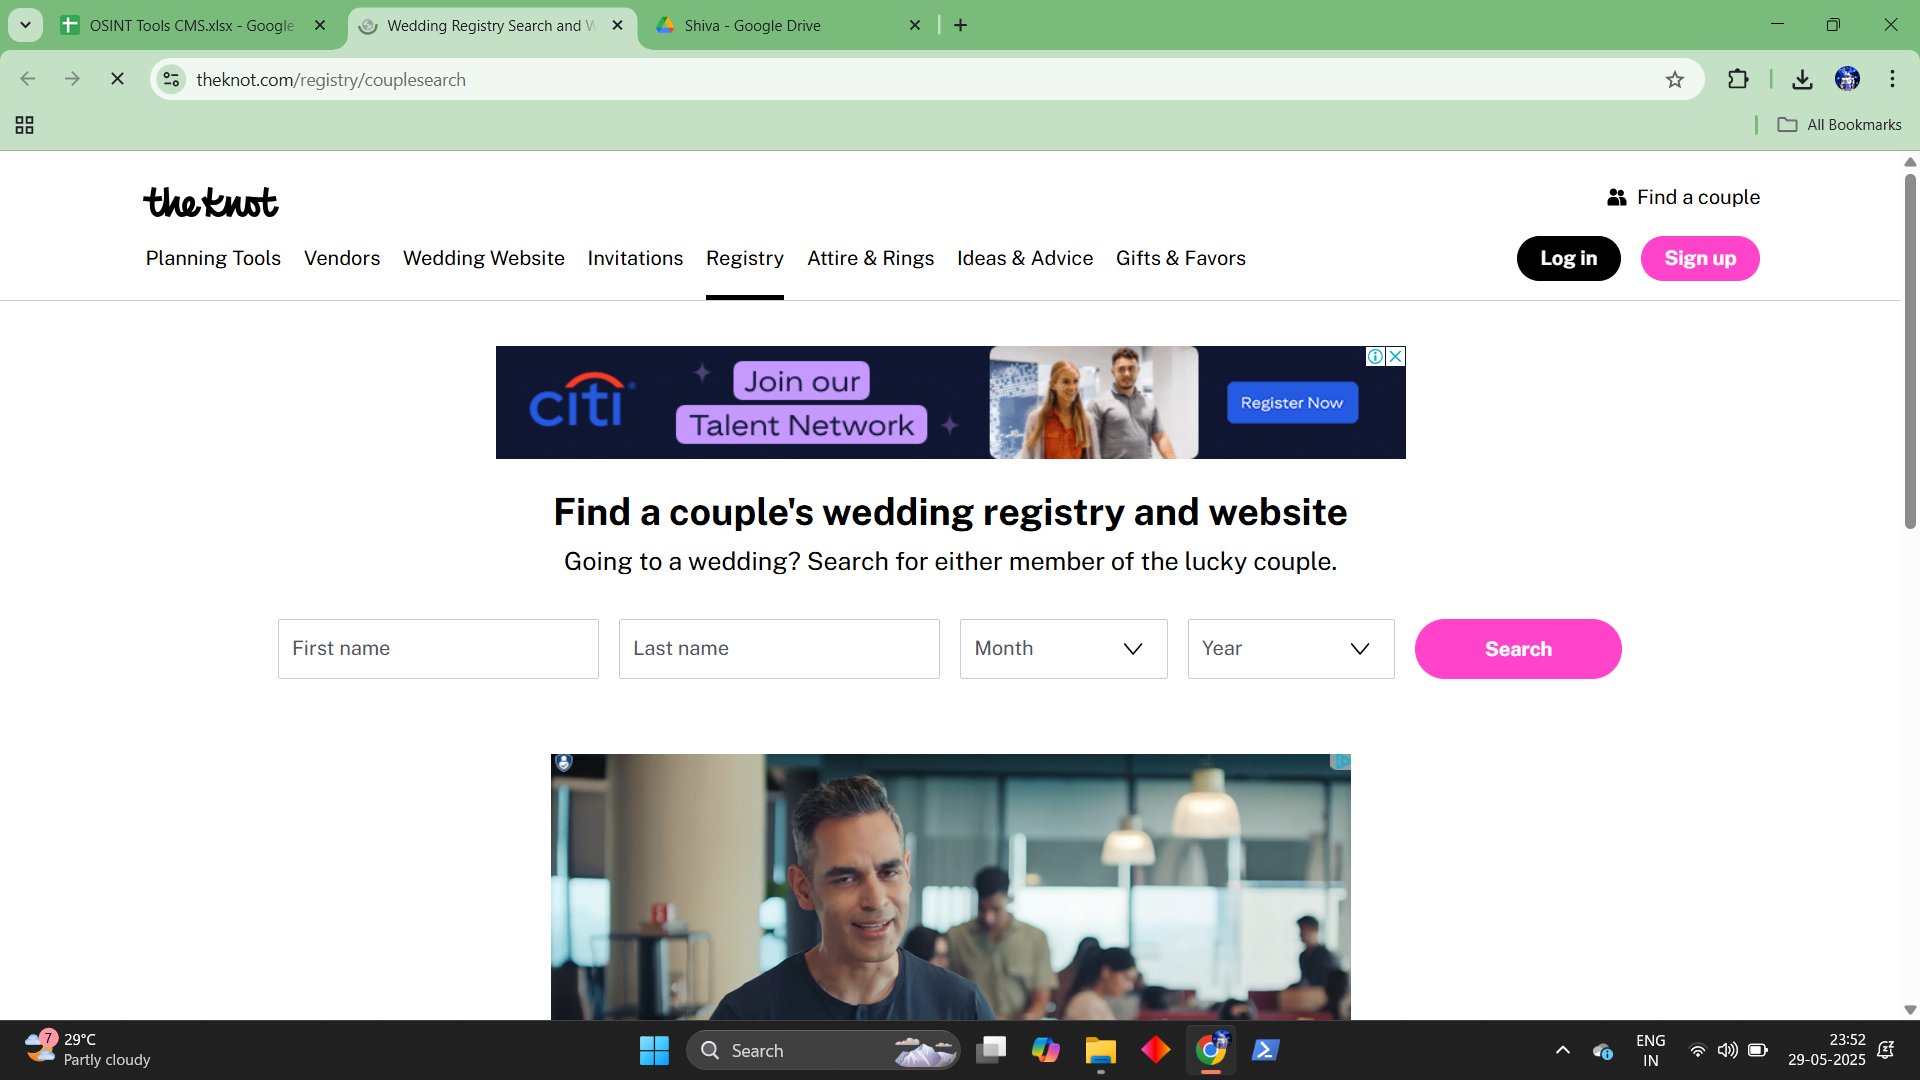 OSINT Tools CMS.xlsx - Google
Wedding Registry Search and W
Shiva - Google Drive
theknot.com/registry/couplesearch
All Bookmarks
the knot
Find a couple
Planning Tools
Vendors
Wedding Website
Invitations
Registry
Attire & Rings
Ideas & Advice
Gifts & Favors
Log in
Sign up
citi
Join our
Talent Network
Register Now
Find a couple's wedding registry and website
Going to a wedding? Search for either member of the lucky couple.
First name
Last name
Month
Year
Search
7
29°C
Partly cloudy
Search
ENG
IN
23:52
29-05-2025